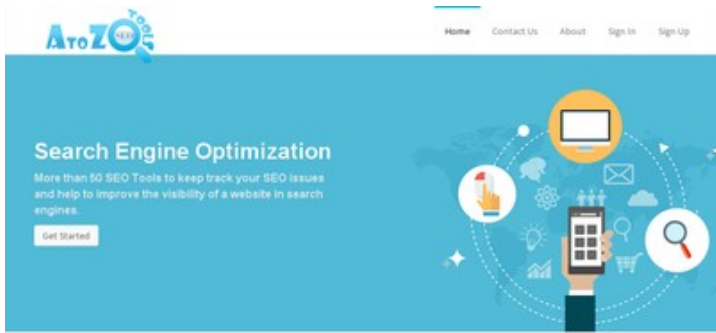 A TO Z SEO TOOLS
Home Contact Us About Sign In Sign Up
Search Engine Optimization
More than 50 SEO Tools to keep track your SEO issues
and help to improve the visibility of a website in search
engines.
Get Started